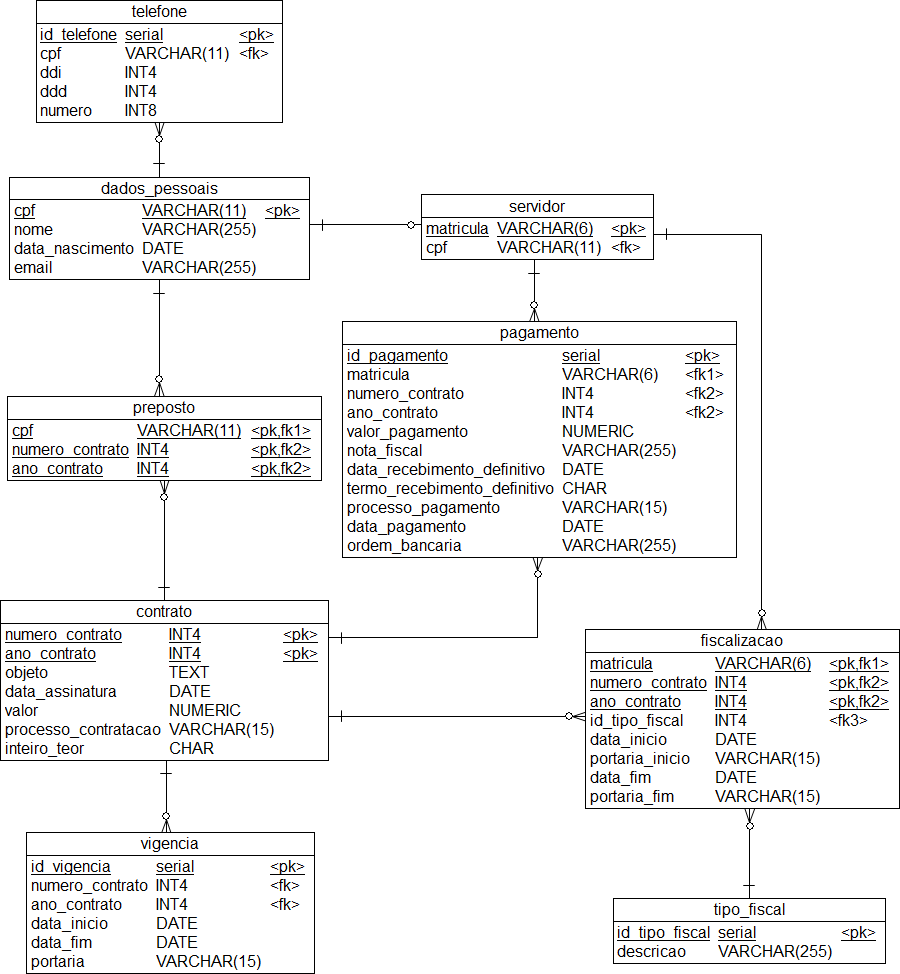 telefone
id_telefone serial <pk>
cpf VARCHAR(11) <fk>
ddi INT4
ddd INT4
numero INT8
dados_pessoais
cpf VARCHAR(11) <pk>
nome VARCHAR(255)
data_nascimento DATE
email VARCHAR(255)
servidor
matricula VARCHAR(6) <pk>
cpf VARCHAR(11) <fk>
pagamento
id_pagamento serial <pk>
matricula VARCHAR(6) <fk1>
numero_contrato INT4 <fk2>
ano_contrato INT4 <fk2>
valor_pagamento NUMERIC
nota_fiscal VARCHAR(255)
data_recebimento_definitivo DATE
termo_recebimento_definitivo CHAR
processo_pagamento VARCHAR(15)
data_pagamento DATE
ordem_bancaria VARCHAR(255)
preposto
cpf VARCHAR(11) <pk,fk1>
numero_contrato INT4 <pk,fk2>
ano_contrato INT4 <pk,fk2>
contrato
numero_contrato INT4 <pk>
ano_contrato INT4 <pk>
objeto TEXT
data_assinatura DATE
valor NUMERIC
processo_contratacao VARCHAR(15)
inteiro_teor CHAR
fiscalizacao
matricula VARCHAR(6) <pk,fk1>
numero_contrato INT4 <pk,fk2>
ano_contrato INT4 <pk,fk2>
id_tipo_fiscal INT4 <fk3>
data_inicio DATE
portaria_inicio VARCHAR(15)
data_fim DATE
portaria_fim VARCHAR(15)
vigencia
id_vigencia serial <pk>
numero_contrato INT4 <fk>
ano_contrato INT4 <fk>
data_inicio DATE
data_fim DATE
portaria VARCHAR(15)
tipo_fiscal
id_tipo_fiscal serial <pk>
descricao VARCHAR(255)